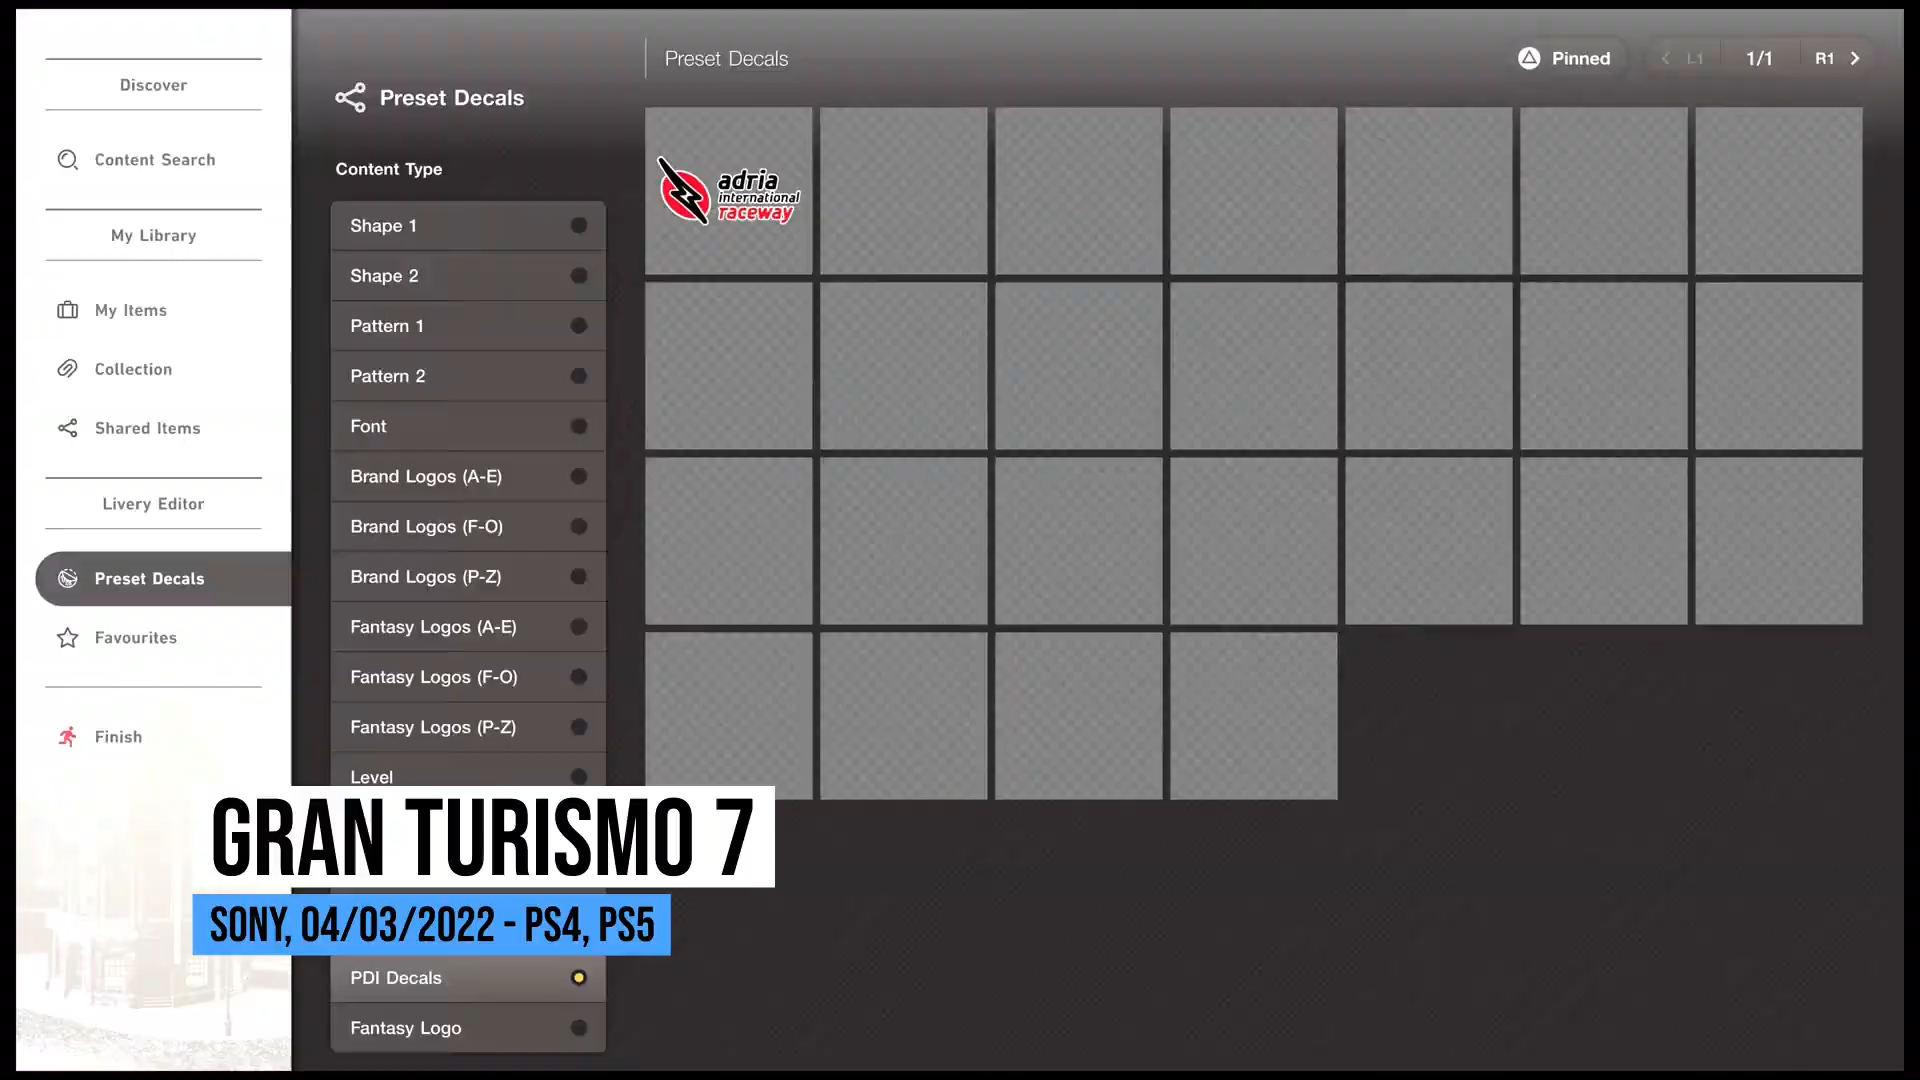 Discover
Content Search
My Library
My Items
Collection
Shared Items
Livery Editor
Preset Decals
Favourites
Finish
Preset Decals
Content Type
Shape 1
Shape 2
Pattern 1
Pattern 2
Font
Brand Logos (A-E)
Brand Logos (F-O)
Brand Logos (P-Z)
Fantasy Logos (A-E)
Fantasy Logos (F-O)
Fantasy Logos (P-Z)
Level
PDI Decals
Fantasy Logo
Preset Decals
Pinned
L1
1/1
R1
adria
international
raceway
GRAN TURISMO 7
SONY, 04/03/2022 - PS4, PS5